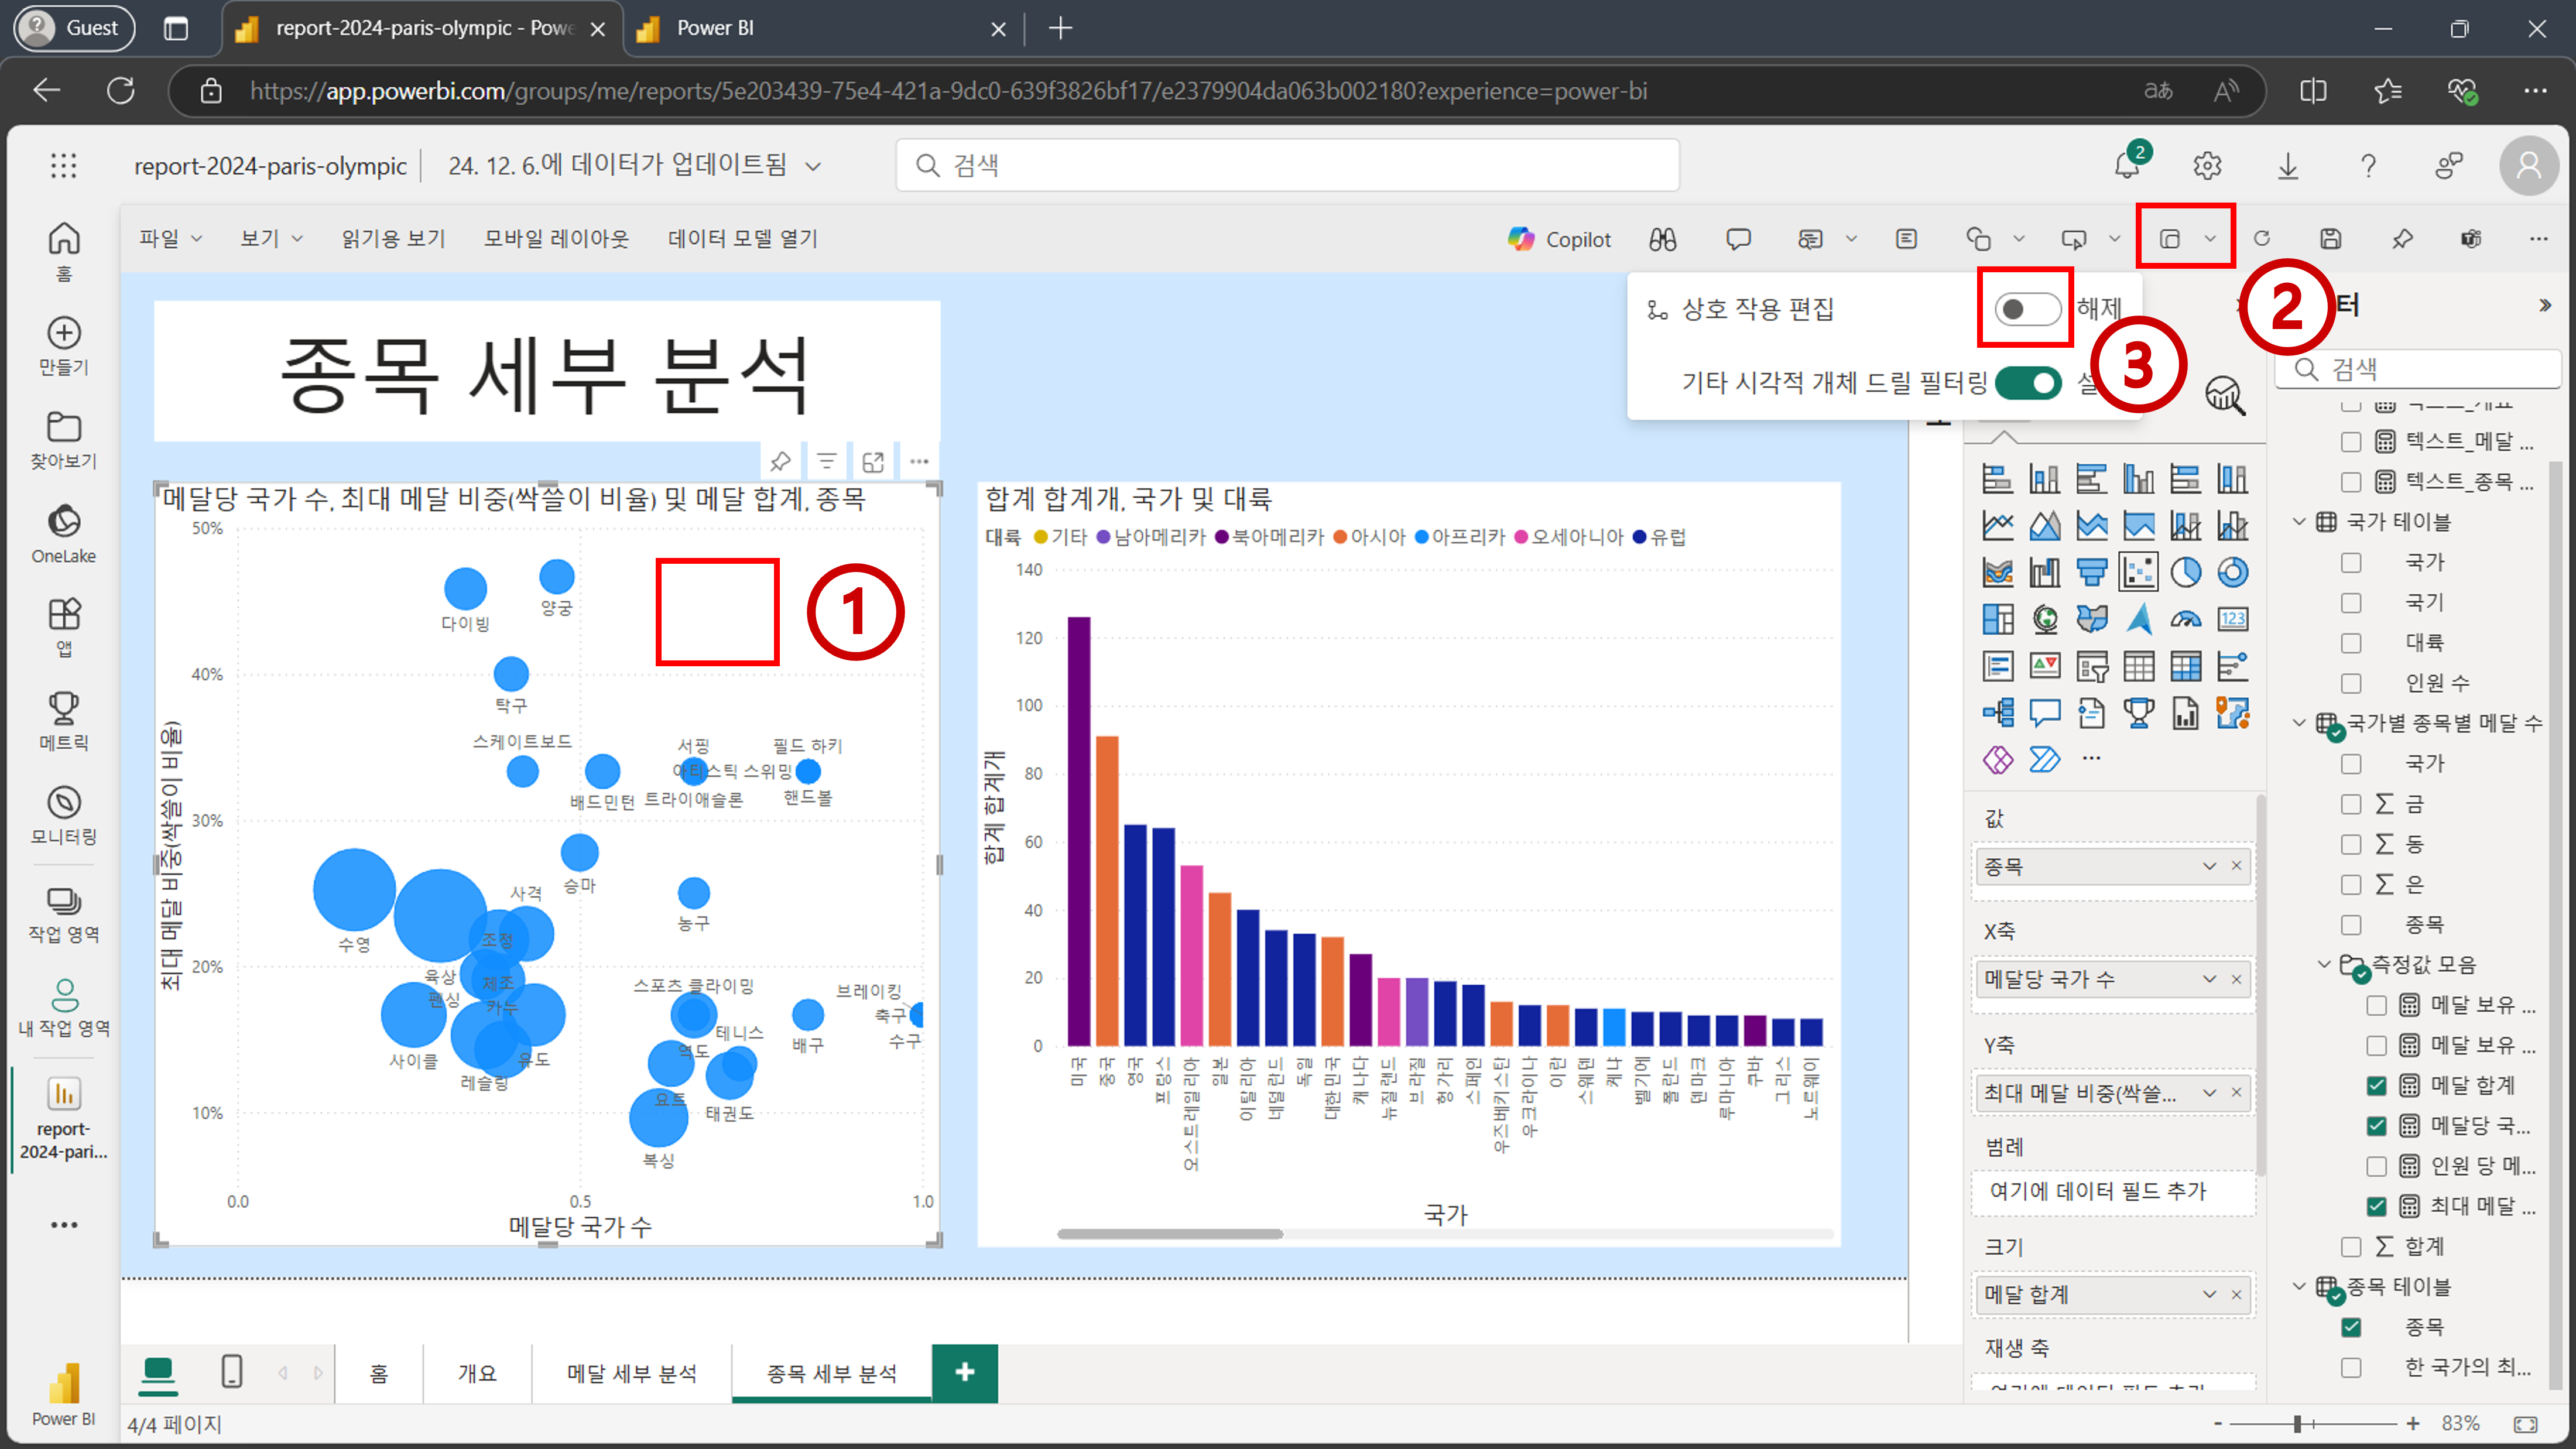 Guest
report-2024-paris-olympic - Powe
Power BI
https://app.powerbi.com/groups/me/reports/5e203439-75e4-421a-9dc0-639f3826bf17/e2379904da063b002180?experience=power-bi
report-2024-paris-olympic
24. 12. 6.에 데이터가 업데이트됨
검색
2
파일
보기
읽기용 보기
모바일 레이아웃
데이터 모델 열기
Copilot
홈
만들기
찾아보기
OneLake
앱
메트릭
모니터링
작업 영역
내 작업 영역
report-
2024-pari...
Power BI
상호 작용 편집
해제
기타 시각적 개체 드릴 필터링
①
②
③
종목 세부 분석
메달당 국가 수, 최대 메달 비중(싹쓸이 비율) 및 메달 합계, 종목
50%
40%
30%
20%
10%
최대 메달 비중(싹쓸이 비율)
다이빙
양궁
탁구
스케이트보드
서핑
필드 하키
아티스틱 스위밍
배드민턴
트라이애슬론
핸드볼
승마
사격
농구
수영
조정
육상
체조
펜싱
카누
스포츠 클라이밍
브레이킹
축구
수구
테니스
역도
배구
사이클
유도
레슬링
요트
태권도
복싱
0.0
0.5
1.0
메달당 국가 수
합계 합계개, 국가 및 대륙
대륙 기타 남아메리카 북아메리카 아시아 아프리카 오세아니아 유럽
140
120
100
80
60
40
20
0
합계 합계개
미국
중국
영국
프랑스
오스트레일리아
일본
이탈리아
네덜란드
독일
대한민국
캐나다
뉴질랜드
브라질
헝가리
스페인
우즈베키스탄
우크라이나
이란
스웨덴
케냐
벨기에
폴란드
덴마크
루마니아
쿠바
그리스
노르웨이
국가
값
종목
X축
메달당 국가 수
Y축
최대 메달 비중(싹쓸...
범례
여기에 데이터 필드 추가
크기
메달 합계
재생 축
여기에 데이터 필드 추가
터
검색
텍스트_메달 ...
텍스트_종목 ...
국가 테이블
국가
국기
대륙
인원 수
국가별 종목별 메달 수
국가
금
동
은
종목
측정값 모음
메달 보유 ...
메달 보유 ...
메달 합계
메달당 국...
인원 당 메...
최대 메달 ...
합계
종목 테이블
종목
한 국가의 최...
홈
개요
메달 세부 분석
종목 세부 분석
4/4 페이지
83%